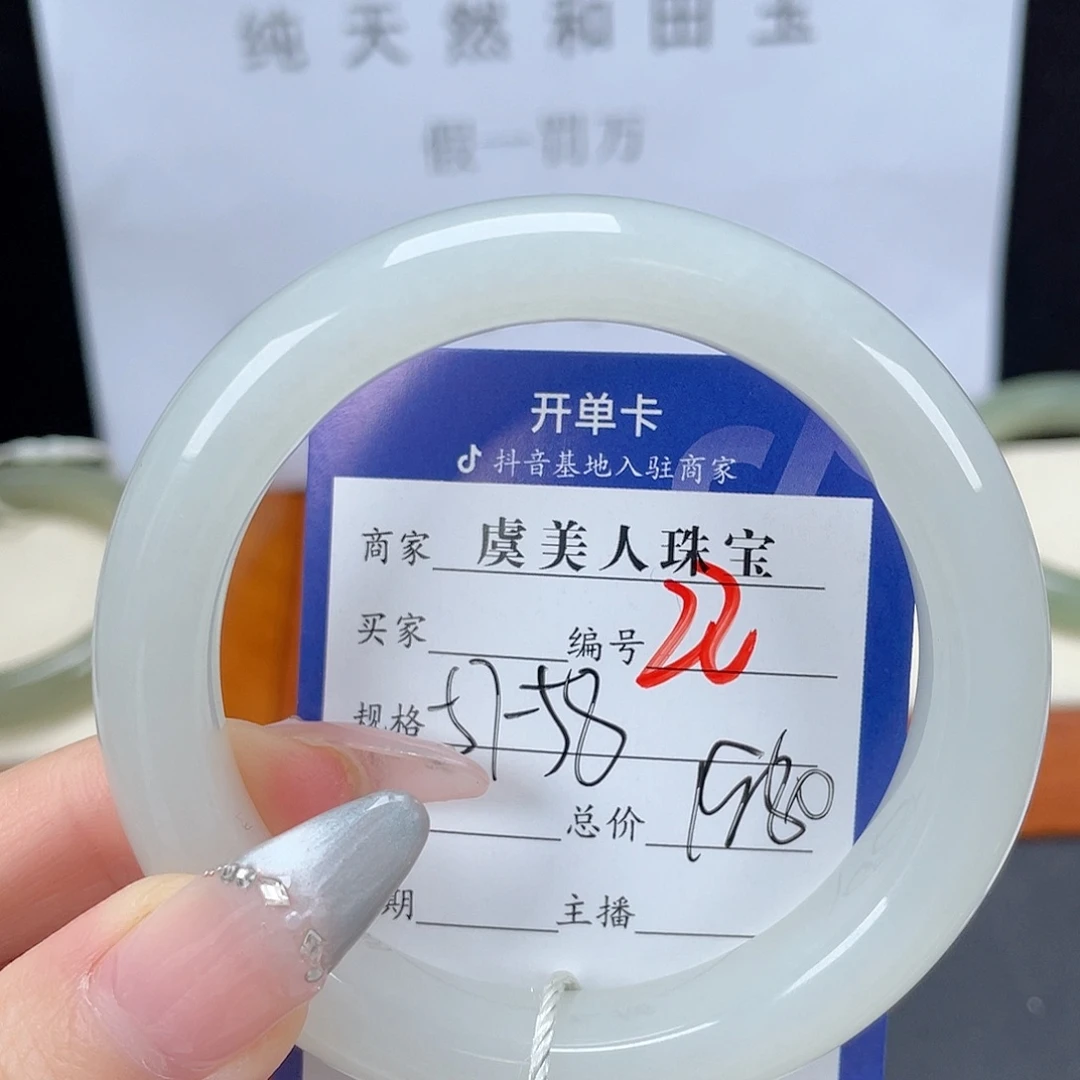 纯天然和田玉
假一罚万
开单卡
抖音基地入驻商家
商家 虞美人珠宝
买家 编号
规格 57-58
总价 1980
期 主播